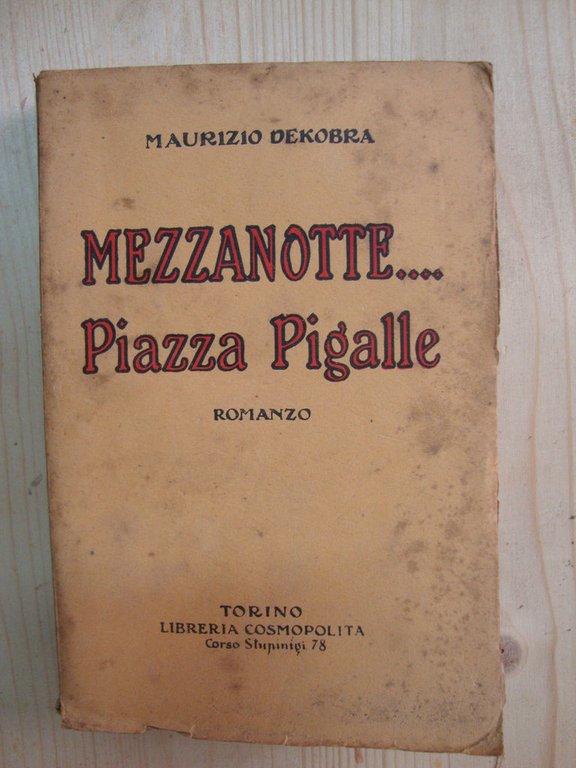 MAURIZIO DEKOBRA
MEZZANOTTE....
Piazza Pigalle
ROMANZO
TORINO
LIBRERIA COSMOPOLITA
Corso Stupinigi 78